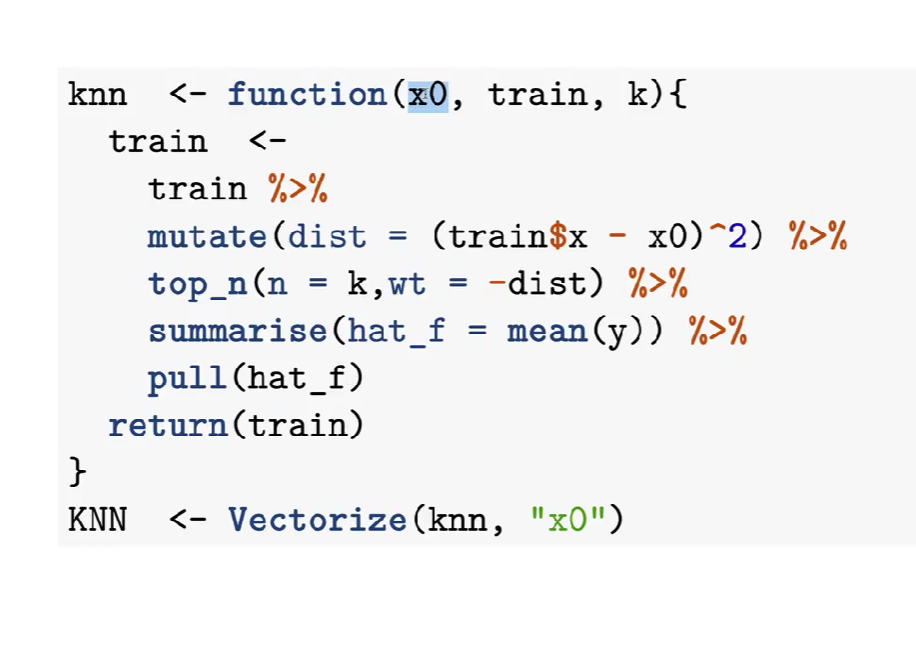 knn <- function(x0, train, k){
train <-
train %>%
mutate(dist = (train$x - x0)^2) %>%
top_n(n = k,wt = -dist) %>%
summarise(hat_f = mean(y)) %>%
pull(hat_f)
return(train)
}
KNN <- Vectorize(knn, "x0")